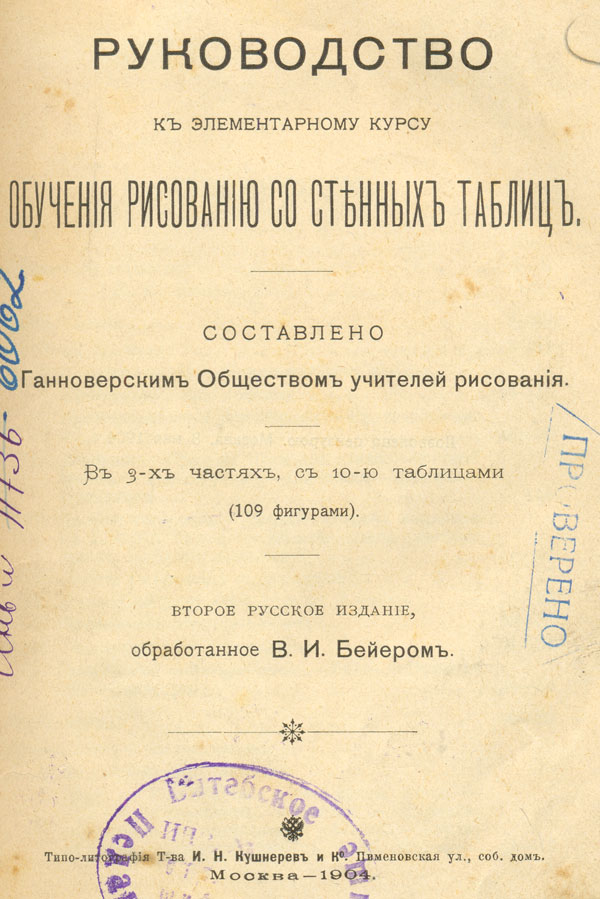 РУКОВОДСТВО
КЪ ЭЛЕМЕНТАРНОМУ КУРСУ
ОБУЧЕНІЯ РИСОВАНІЮ СО СТѢННЫХЪ ТАБЛИЦЪ.
СОСТАВЛЕНО
Ганноверскимъ Обществомъ учителей рисованія.
Въ 3-хъ частяхъ, съ 10-ю таблицами
(109 фигурами).
ВТОРОЕ РУССКОЕ ИЗДАНІЕ,
обработанное В. И. Бейеромъ.
Типо-литографія Т-ва И. Н. Кушнеревъ и К°. Пименовская ул., соб. домъ.
Москва—1904.
ПРОВЕРЕНО
Витебское